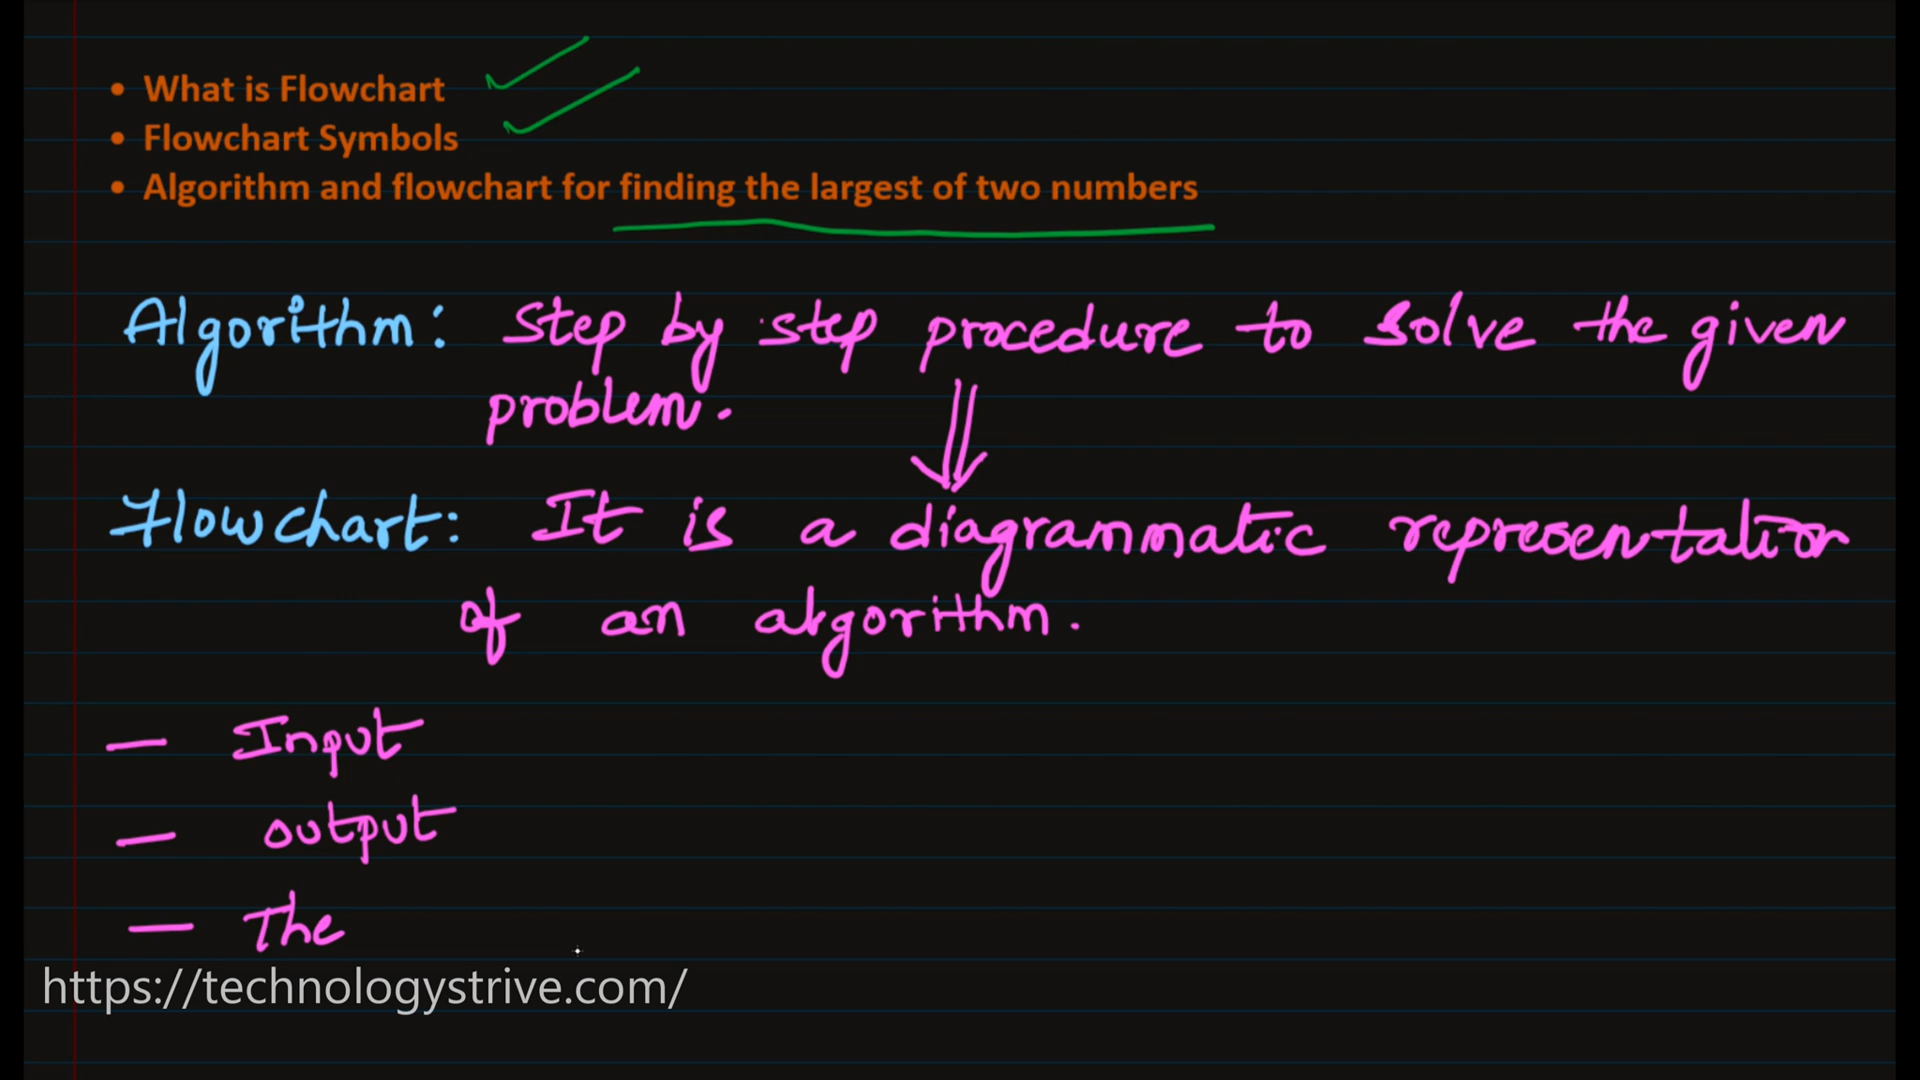 • What is Flowchart
• Flowchart Symbols
• Algorithm and flowchart for finding the largest of two numbers
Algorithm: Step by step procedure to solve the given
problem.
Flowchart: It is a diagrammatic representation
of an algorithm.
— Input
— output
— The
https://technologystrive.com/